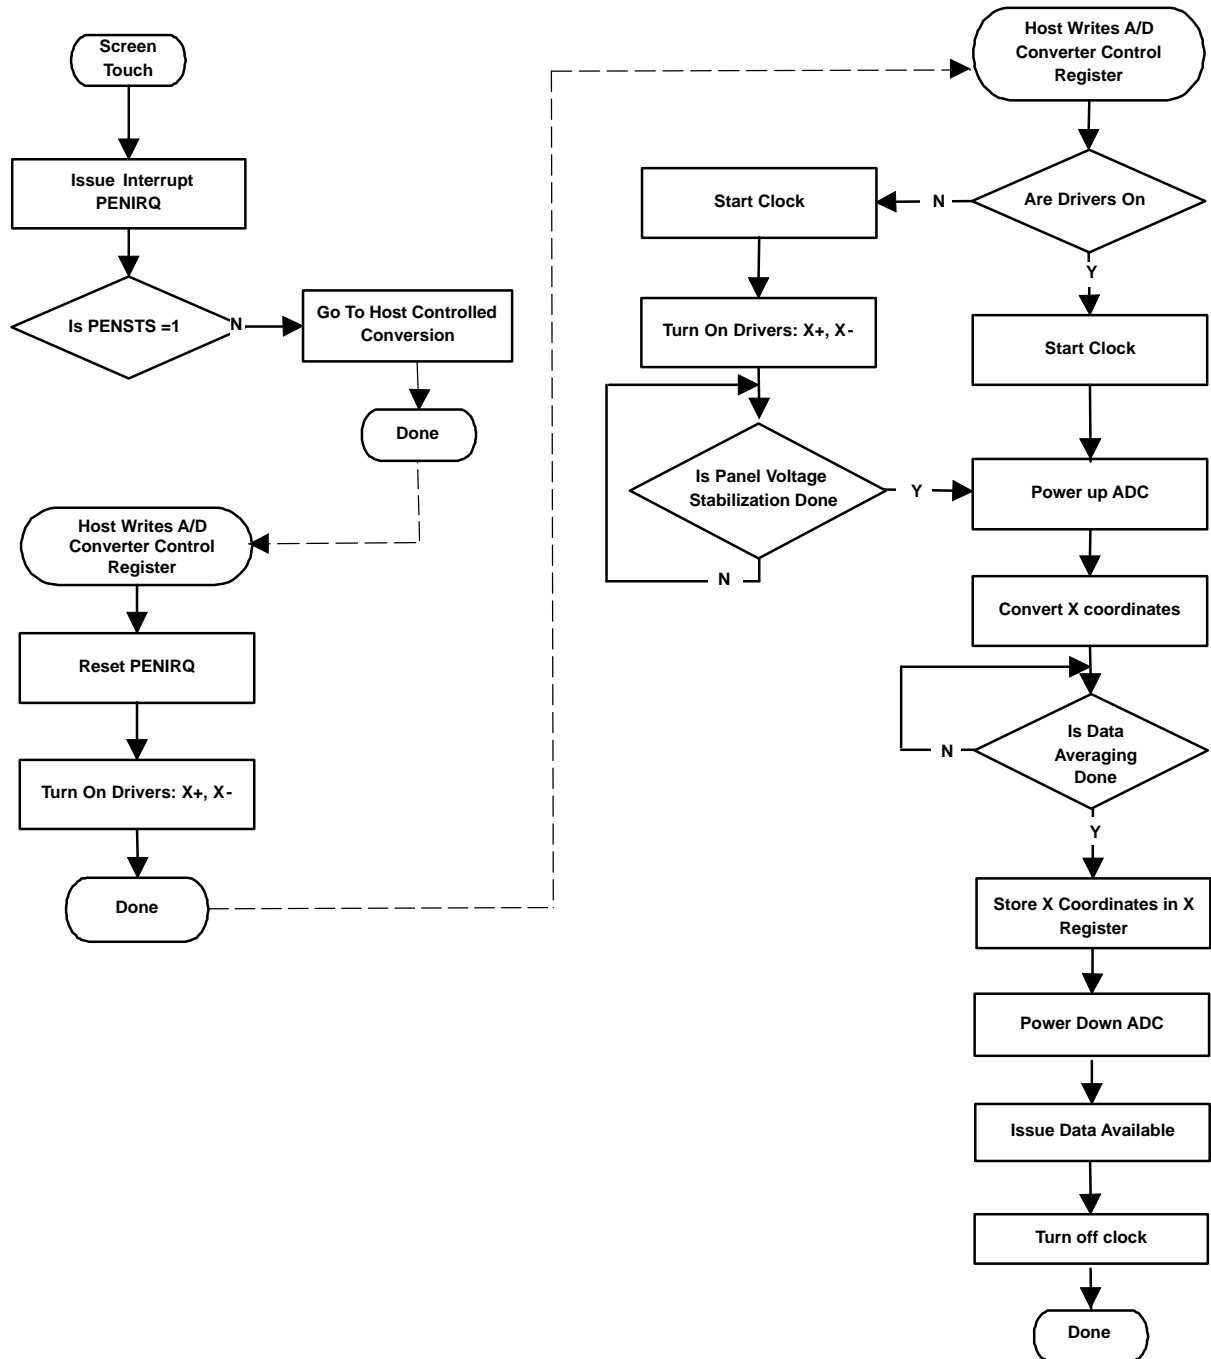 Screen
Touch
Issue Interrupt
PENIRQ
Is PENSTS =1
N
Go To Host Controlled
Conversion
Done
Host Writes A/D
Converter Control
Register
Reset PENIRQ
Turn On Drivers: X+, X-
Done
Host Writes A/D
Converter Control
Register
Are Drivers On
N
Y
Start Clock
Turn On Drivers: X+, X-
Is Panel Voltage
Stabilization Done
Y
N
Start Clock
Power up ADC
Convert X coordinates
Is Data
Averaging
Done
N
Y
Store X Coordinates in X
Register
Power Down ADC
Issue Data Available
Turn off clock
Done